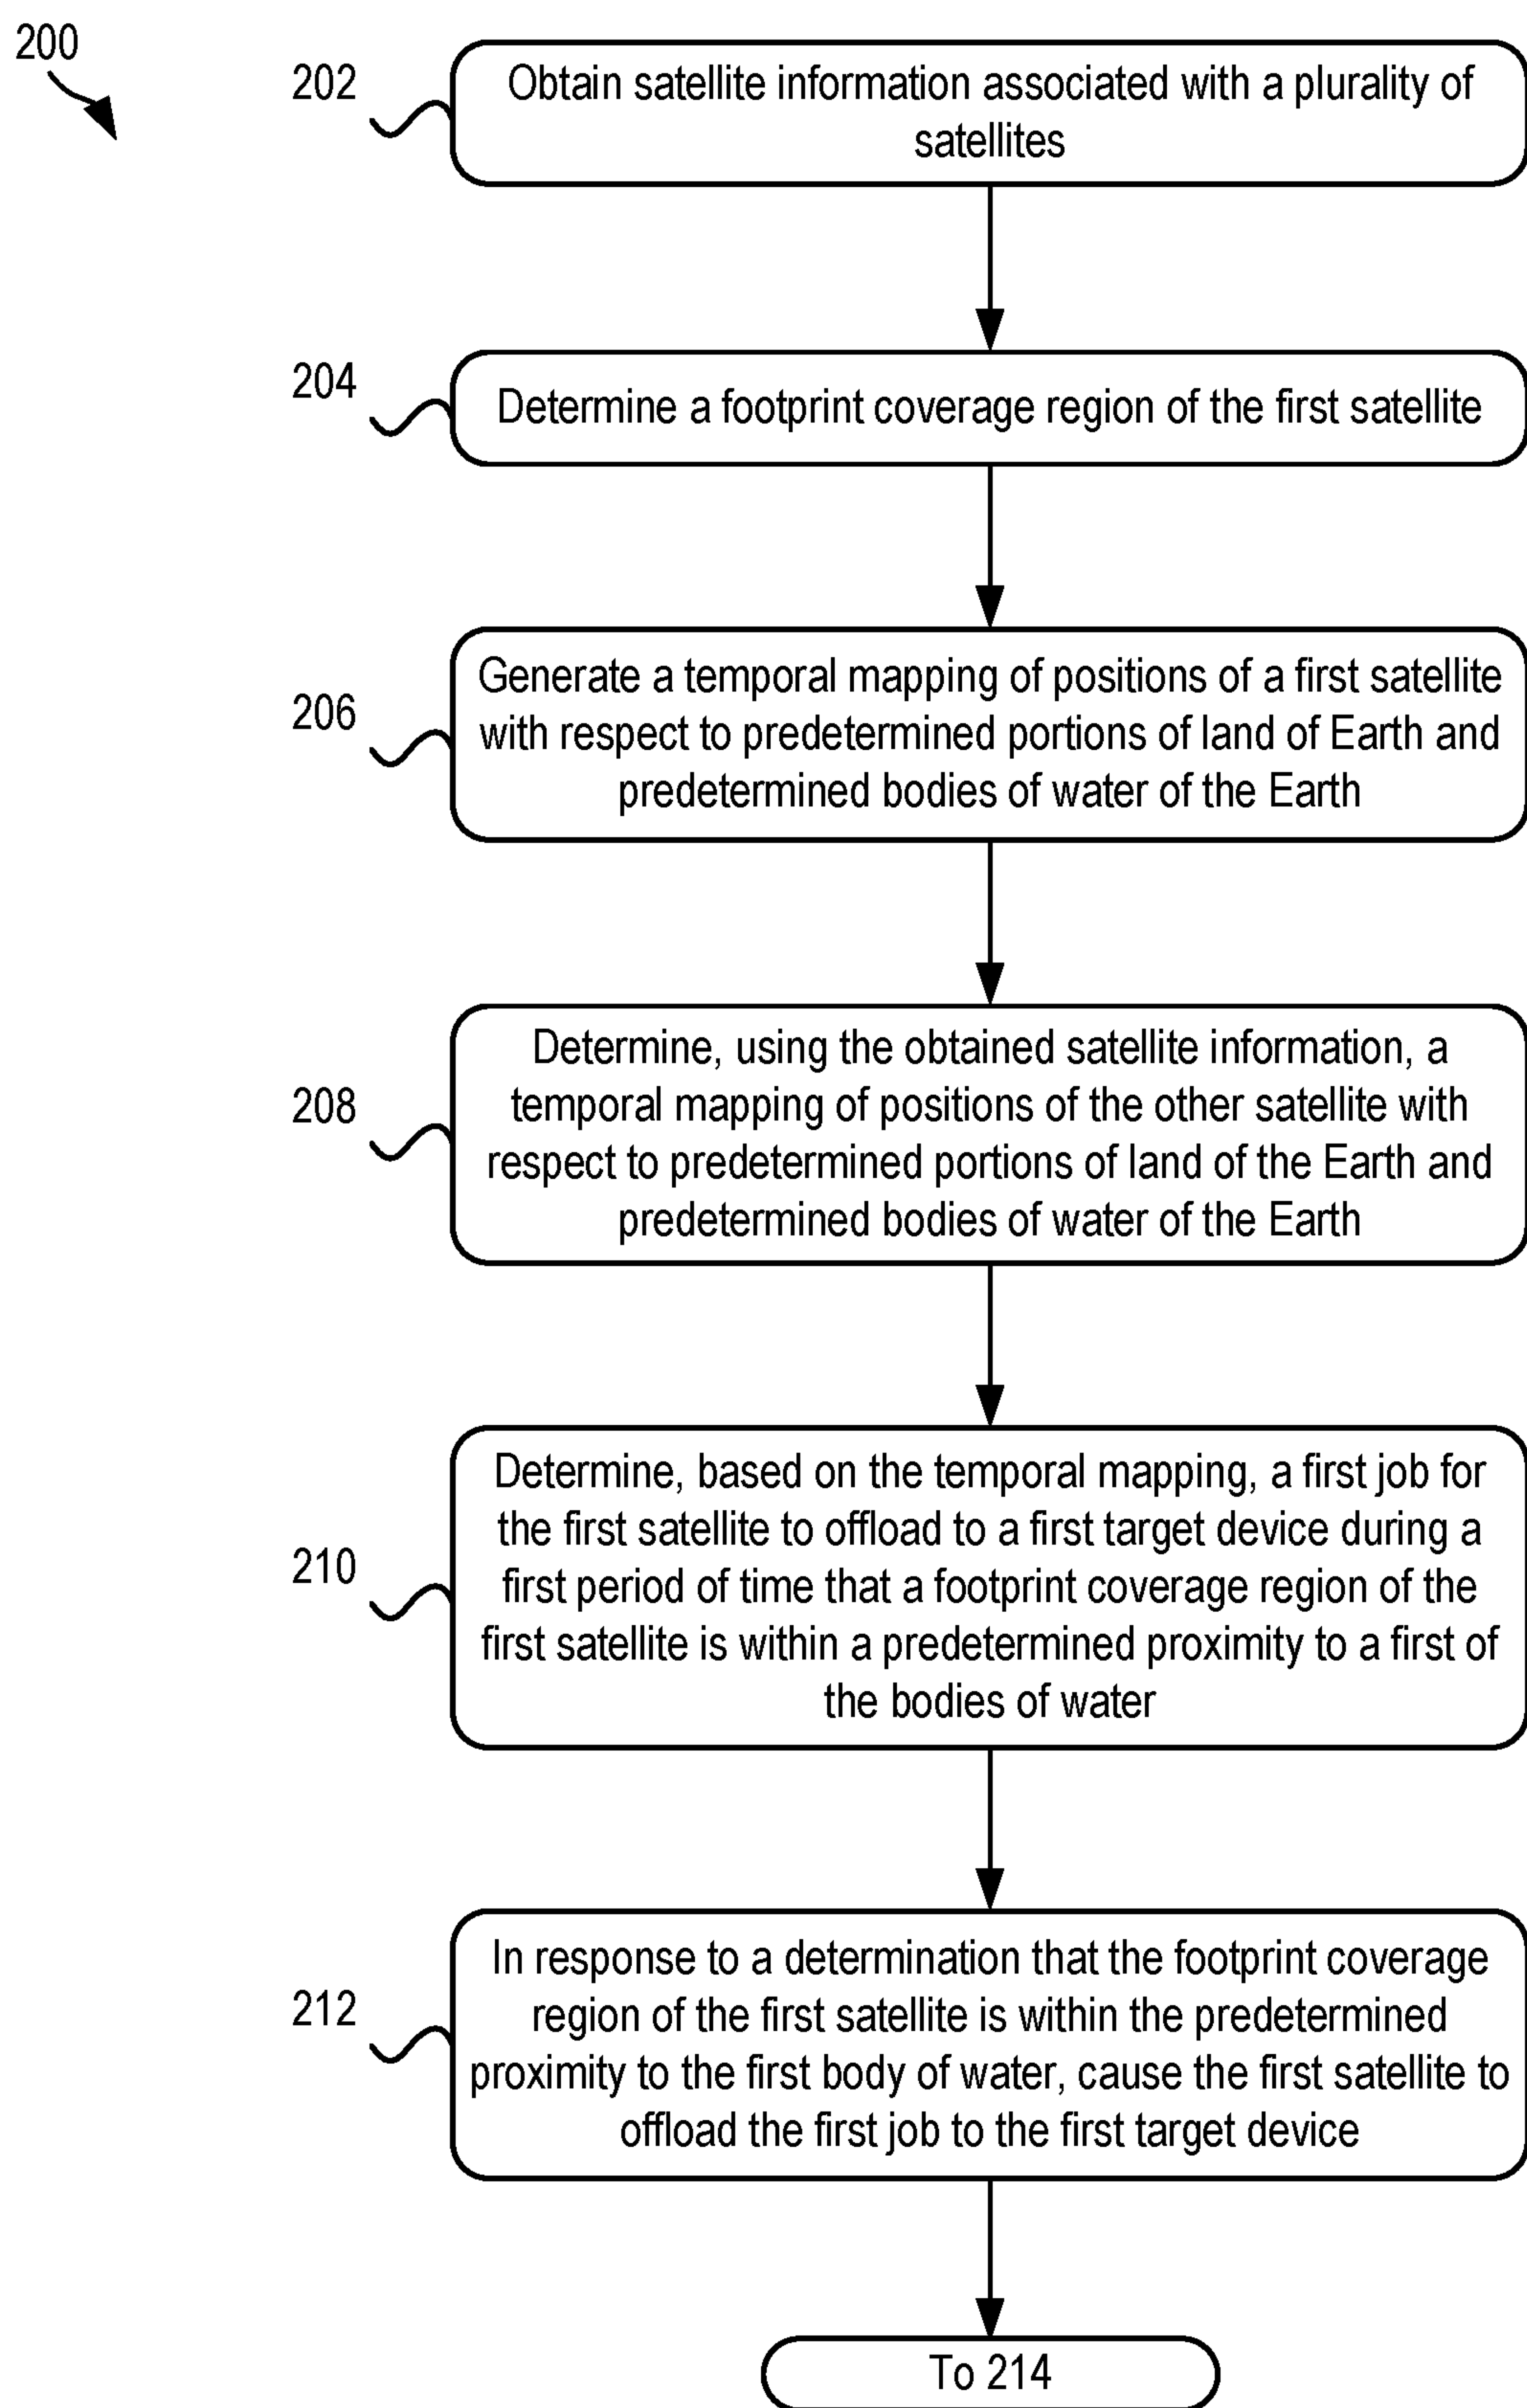 200
202
Obtain satellite information associated with a plurality of
satellites
204
Determine a footprint coverage region of the first satellite
206
Generate a temporal mapping of positions of a first satellite
with respect to predetermined portions of land of Earth and
predetermined bodies of water of the Earth
208
Determine, using the obtained satellite information, a
temporal mapping of positions of the other satellite with
respect to predetermined portions of land of the Earth and
predetermined bodies of water of the Earth
210
Determine, based on the temporal mapping, a first job for
the first satellite to offload to a first target device during a
first period of time that a footprint coverage region of the
first satellite is within a predetermined proximity to a first of
the bodies of water
212
In response to a determination that the footprint coverage
region of the first satellite is within the predetermined
proximity to the first body of water, cause the first satellite to
offload the first job to the first target device
To 214